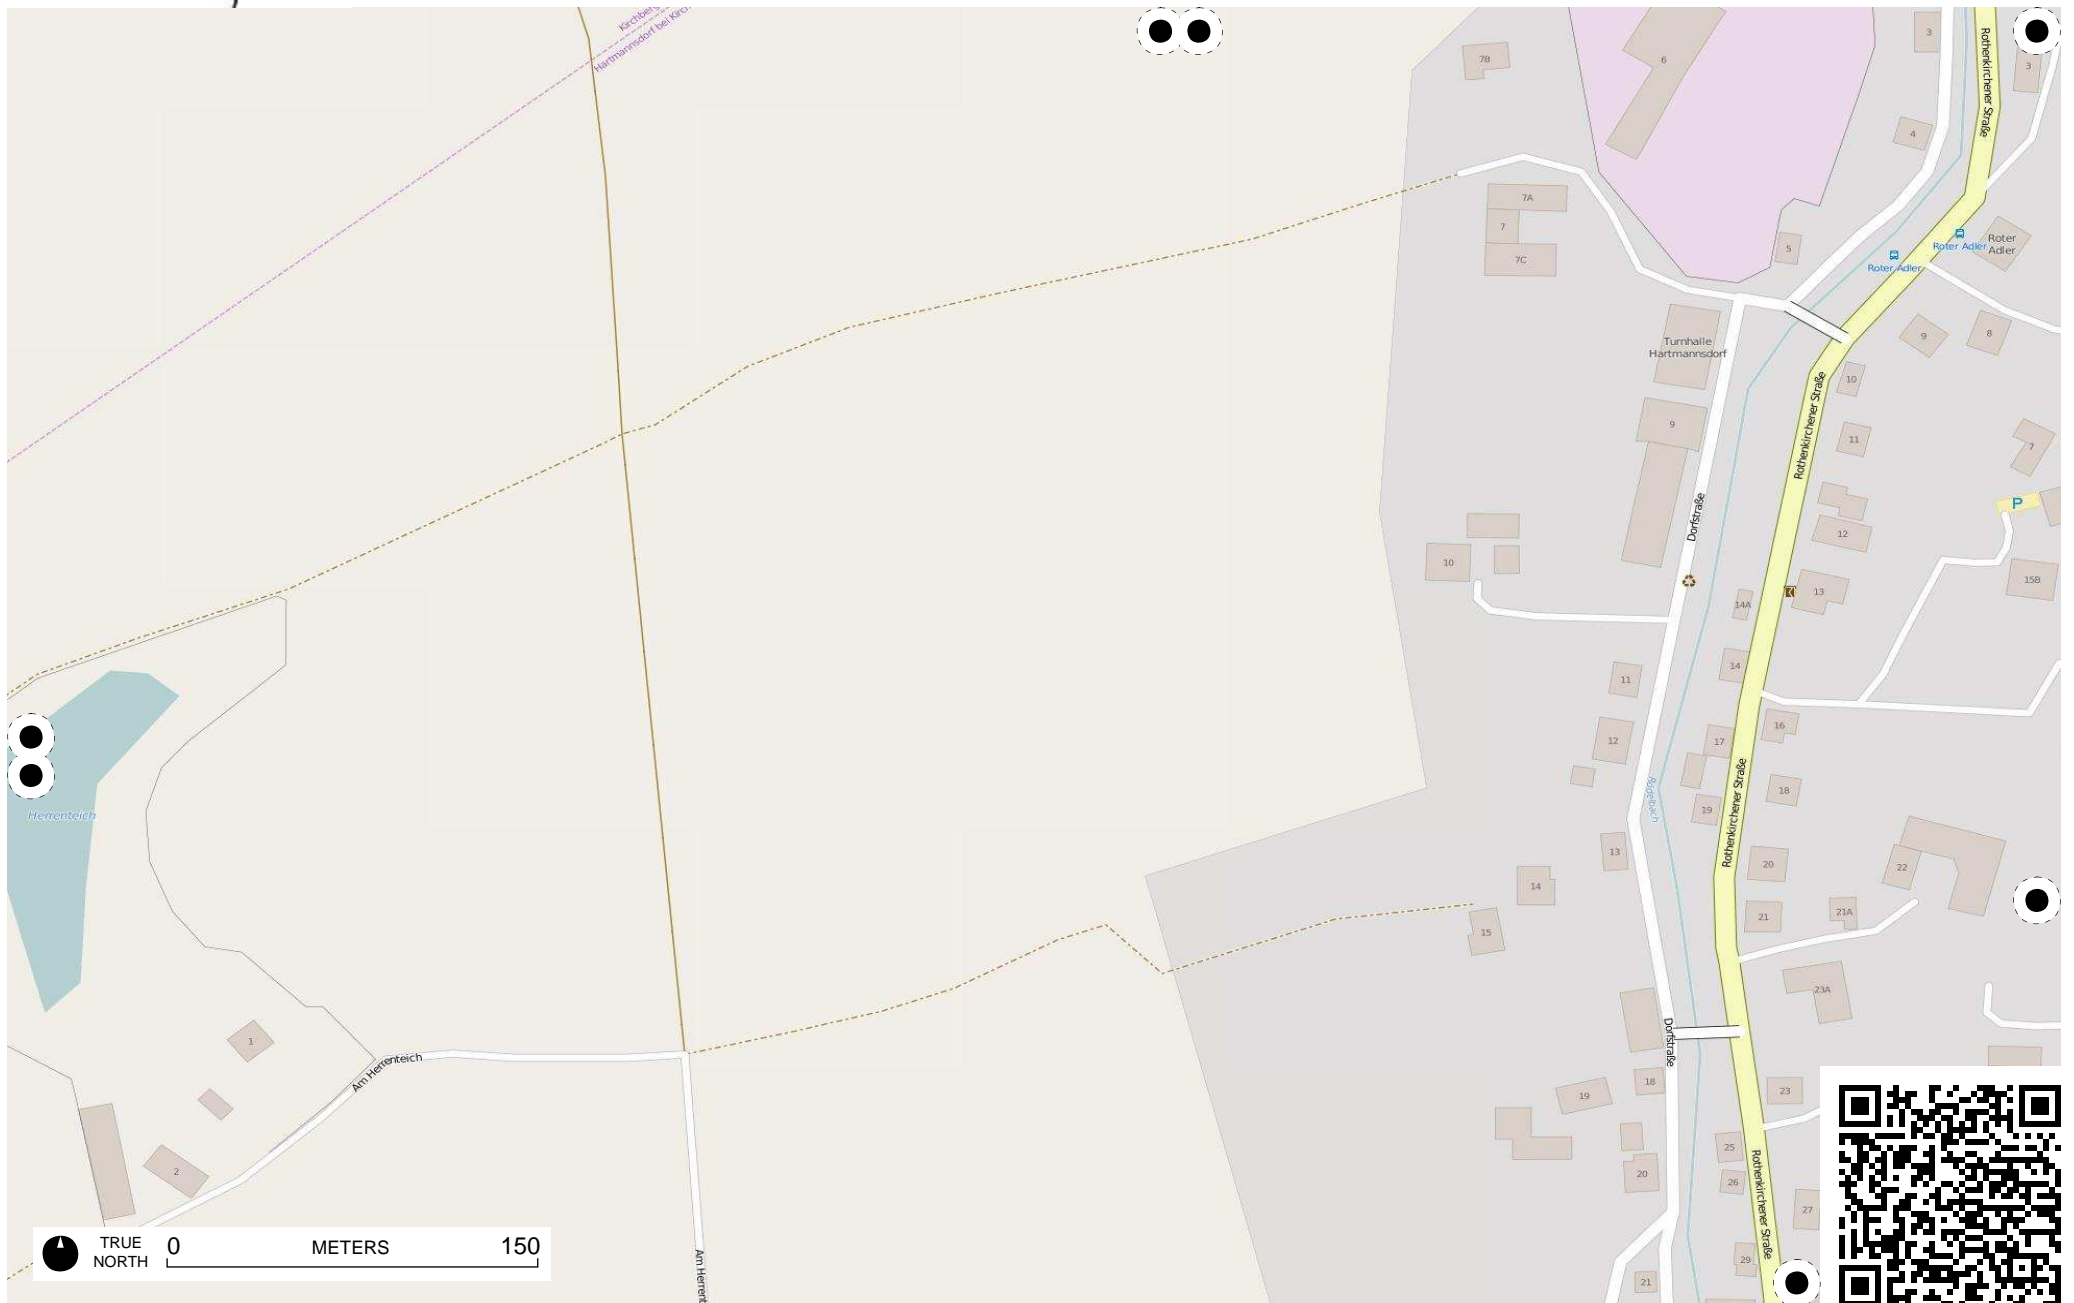 Kirchberg
Hartmannsdorf bei Kirch
3
Rothenkirchener Straße
3
7B
6
4
7A
7
7C
5
Roter Adler
Roter
Adler
Roter Adler
Turnhalle
Hartmannsdorf
9
8
10
9
11
7
Rothenkirchener Straße
P
Dorfstraße
12
10
15B
13
14A
14
11
16
17
12
18
Rödelbach
19
Rothenkirchener Straße
Herrenteich
13
20
22
14
21
21A
15
23A
1
Am Herrenteich
Dorfstraße
18
23
19
25
2
20
26
Rothenkirchener Straße
27
29
21
Am Herrent
TRUE
NORTH
0
METERS
150